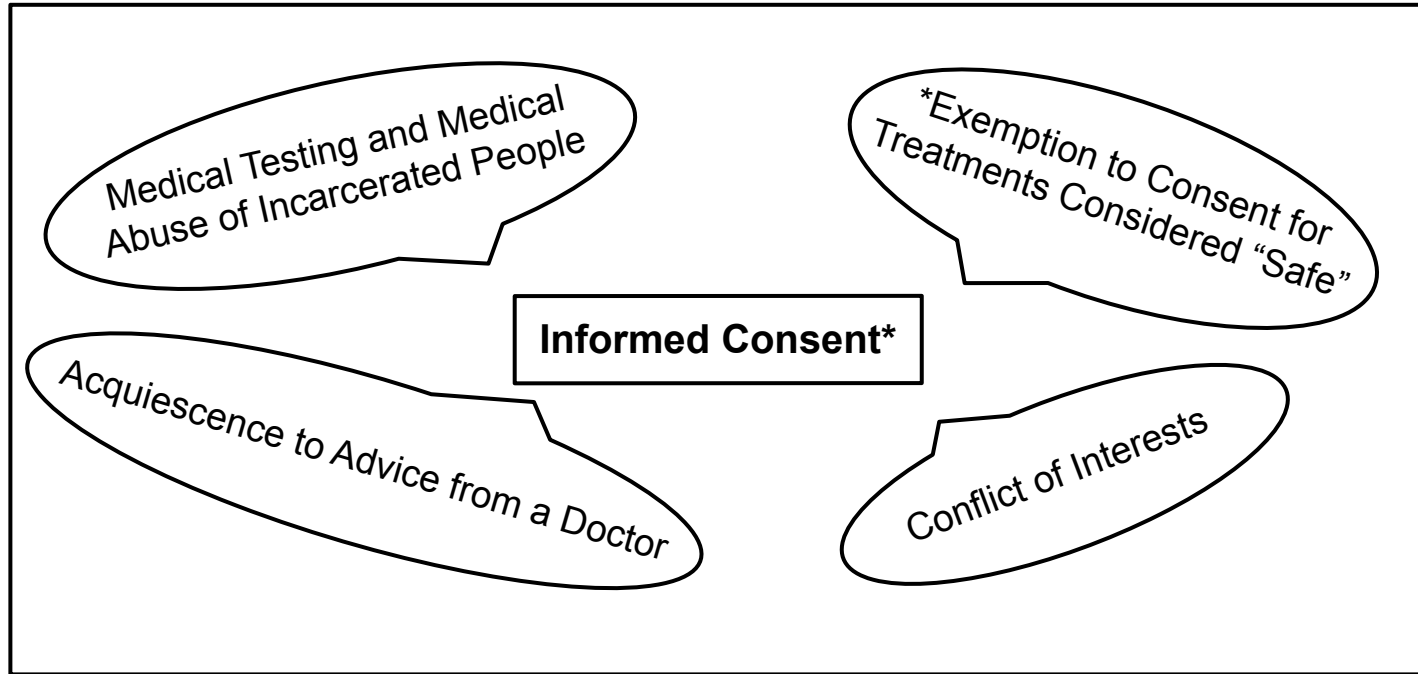 Medical Testing and Medical
Abuse of Incarcerated People
*Exemption to Consent for
Treatments Considered “Safe”
Informed Consent*
Acquiescence to Advice from a Doctor
Conflict of Interests